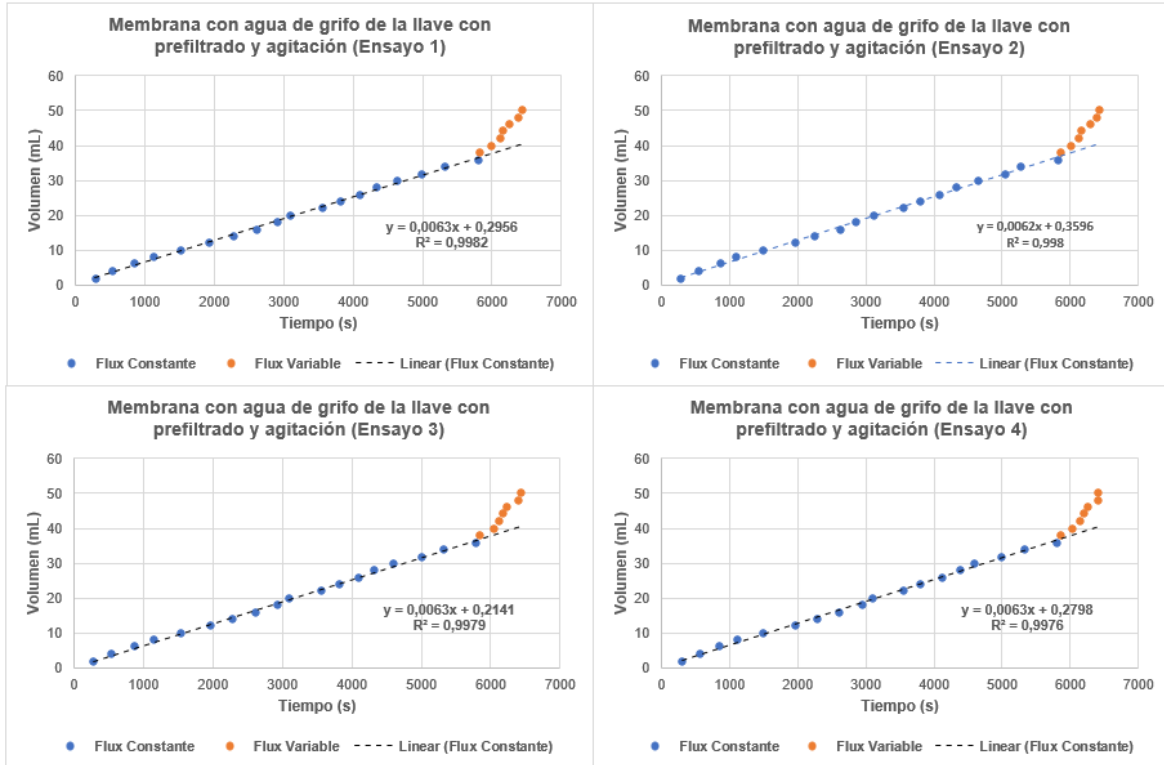 Membrana con agua de grifo de la llave con
prefiltrado y agitación (Ensayo 1)
60
50
40
30
20
10
0
Volumen (mL)
y = 0,0063x + 0,2956
R² = 0,9982
0 1000 2000 3000 4000 5000 6000 7000
Tiempo (s)
Flux Constante Flux Variable Linear (Flux Constante)
Membrana con agua de grifo de la llave con
prefiltrado y agitación (Ensayo 2)
60
50
40
30
20
10
0
Volumen (mL)
y = 0,0062x + 0,3596
R² = 0,998
0 1000 2000 3000 4000 5000 6000 7000
Tiempo (s)
Flux Constante Flux Variable Linear (Flux Constante)
Membrana con agua de grifo de la llave con
prefiltrado y agitación (Ensayo 3)
60
50
40
30
20
10
0
Volumen (mL)
y = 0,0063x + 0,2141
R² = 0,9979
0 1000 2000 3000 4000 5000 6000 7000
Tiempo (s)
Flux Constante Flux Variable Linear (Flux Constante)
Membrana con agua de grifo de la llave con
prefiltrado y agitación (Ensayo 4)
60
50
40
30
20
10
0
Volumen (mL)
y = 0,0063x + 0,2798
R² = 0,9976
0 1000 2000 3000 4000 5000 6000 7000
Tiempo (s)
Flux Constante Flux Variable Linear (Flux Constante)